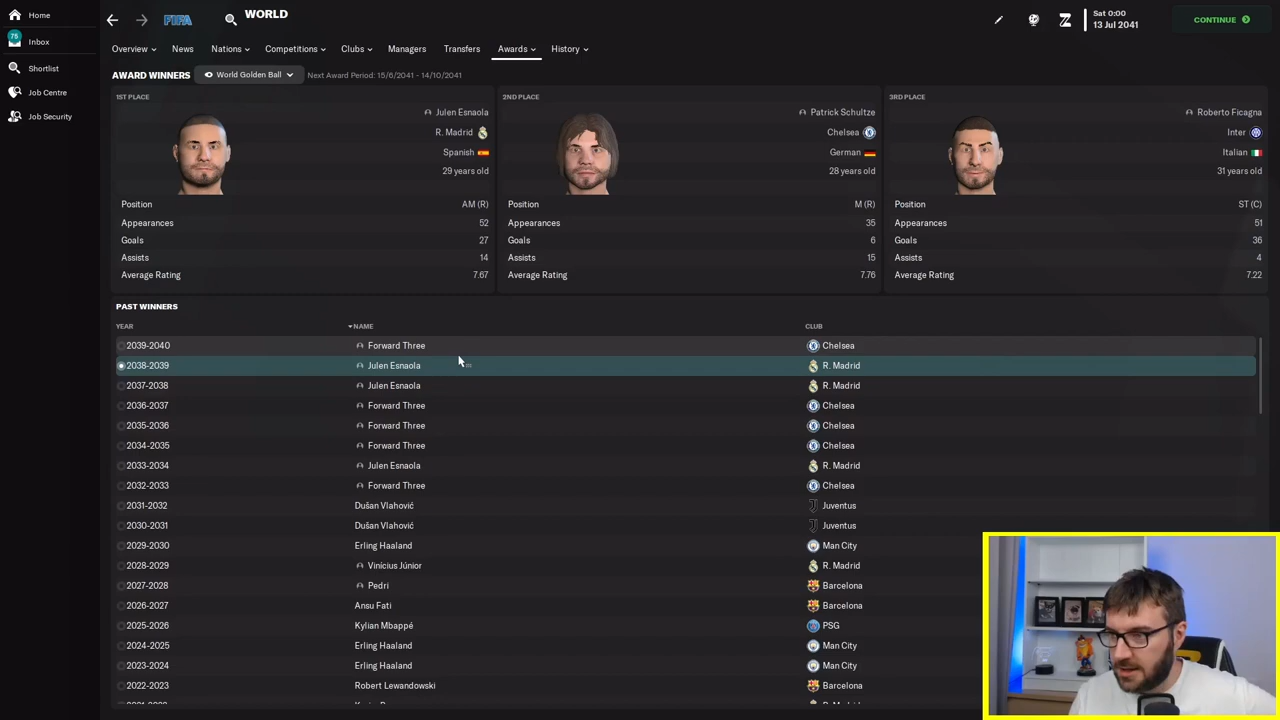 Home
75
Inbox
Shortlist
Job Centre
Job Security
FIFA
WORLD
Sat 0:00
13 Jul 2041
CONTINUE
Overview
News
Nations
Competitions
Clubs
Managers
Transfers
Awards
History
AWARD WINNERS
World Golden Ball
Next Award Period: 15/6/2041 - 14/10/2041
1ST PLACE
Julen Esnaola
R. Madrid
Spanish
29 years old
Position AM (R)
Appearances 52
Goals 27
Assists 14
Average Rating 7.67
2ND PLACE
Patrick Schultze
Chelsea
German
28 years old
Position M (R)
Appearances 35
Goals 6
Assists 15
Average Rating 7.76
3RD PLACE
Roberto Ficagna
Inter
Italian
31 years old
Position ST (C)
Appearances 51
Goals 36
Assists 4
Average Rating 7.22
PAST WINNERS
YEAR NAME CLUB
2039-2040 Forward Three Chelsea
2038-2039 Julen Esnaola R. Madrid
2037-2038 Julen Esnaola R. Madrid
2036-2037 Forward Three Chelsea
2035-2036 Forward Three Chelsea
2034-2035 Forward Three Chelsea
2033-2034 Julen Esnaola R. Madrid
2032-2033 Forward Three Chelsea
2031-2032 Dušan Vlahović Juventus
2030-2031 Dušan Vlahović Juventus
2029-2030 Erling Haaland Man City
2028-2029 Vinícius Júnior R. Madrid
2027-2028 Pedri Barcelona
2026-2027 Ansu Fati Barcelona
2025-2026 Kylian Mbappé PSG
2024-2025 Erling Haaland Man City
2023-2024 Erling Haaland Man City
2022-2023 Robert Lewandowski Barcelona